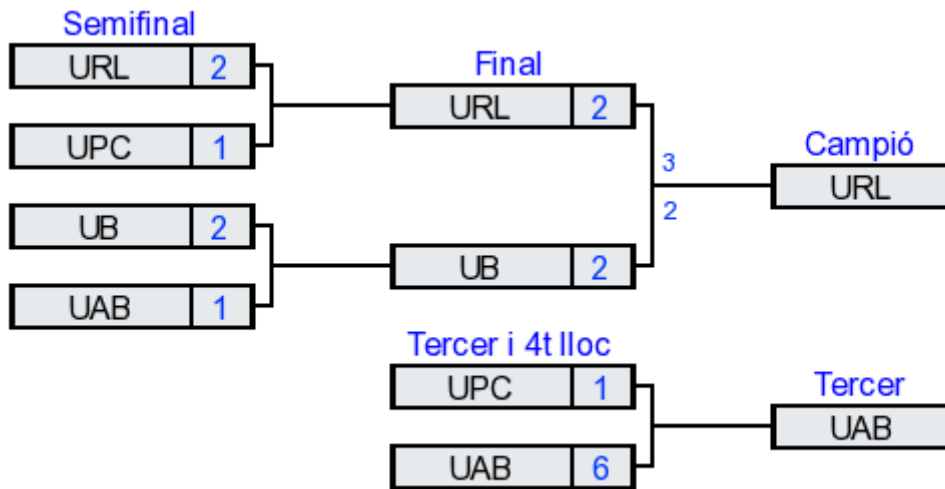 Semifinal
URL 2
UPC 1
UB 2
UAB 1
Final
URL 2
UB 2
3
2
Campió
URL
Tercer i 4t lloc
UPC 1
UAB 6
Tercer
UAB